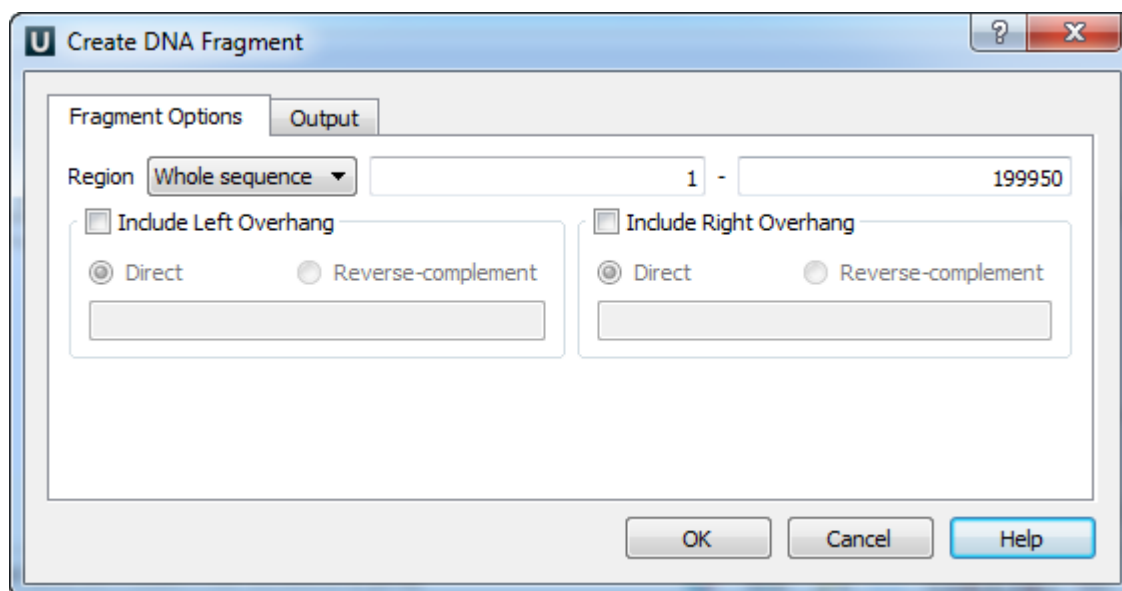 U Create DNA Fragment ? X
Fragment Options Output
Region Whole sequence 1 - 199950
Include Left Overhang Include Right Overhang
Direct Reverse-complement Direct Reverse-complement
OK Cancel Help